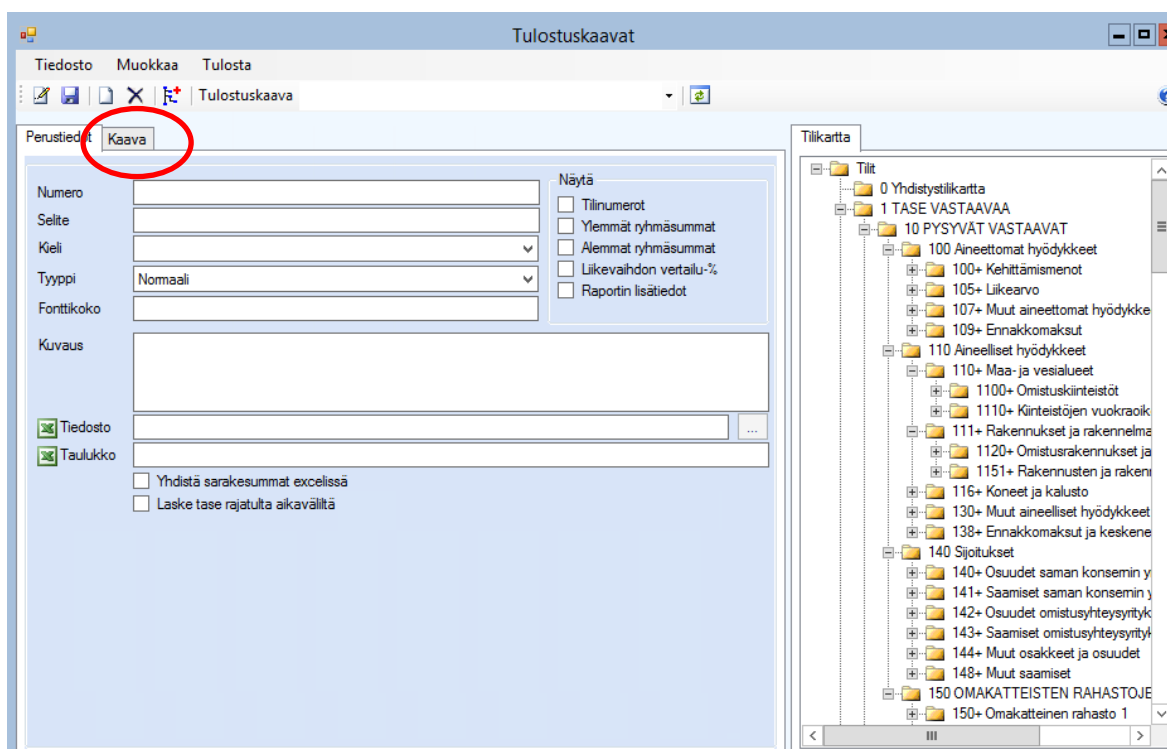 Tulostuskaavat
Tiedosto Muokkaa Tulosta
Tulostuskaava
Perustiedot Kaava
Numero
Selite
Kieli
Tyyppi Normaali
Fonttikoko
Näytä
Tilinumerot
Ylemmät ryhmäsummat
Alemmat ryhmäsummat
Liikevaihdon vertailu-%
Raportin lisätiedot
Kuvaus
Tiedosto ...
Taulukko
Yhdistä sarakesummat excelissä
Laske tase rajatulta aikaväliltä
Tilikartta
Tilit
0 Yhdistystilikartta
1 TASE VASTAAVAA
10 PYSYVÄT VASTAAVAT
100 Aineettomat hyödykkeet
100+ Kehittämismenot
105+ Liikearvo
107+ Muut aineettomat hyödykke
109+ Ennakkomaksut
110 Aineelliset hyödykkeet
110+ Maa- ja vesialueet
1100+ Omistuskiinteistöt
1110+ Kiinteistöjen vuokraoik
111+ Rakennukset ja rakennelma
1120+ Omistusrakennukset ja
1151+ Rakennusten ja rakenn
116+ Koneet ja kalusto
130+ Muut aineelliset hyödykkeet
138+ Ennakkomaksut ja keskene
140 Sijoitukset
140+ Osuudet saman konsernin y
141+ Saamiset saman konsernin y
142+ Osuudet omistusyhteysyrityk
143+ Saamiset omistusyhteysyrityk
144+ Muut osakkeet ja osuudet
148+ Muut saamiset
150 OMAKATTEISTEN RAHASTOJE
150+ Omakatteinen rahasto 1